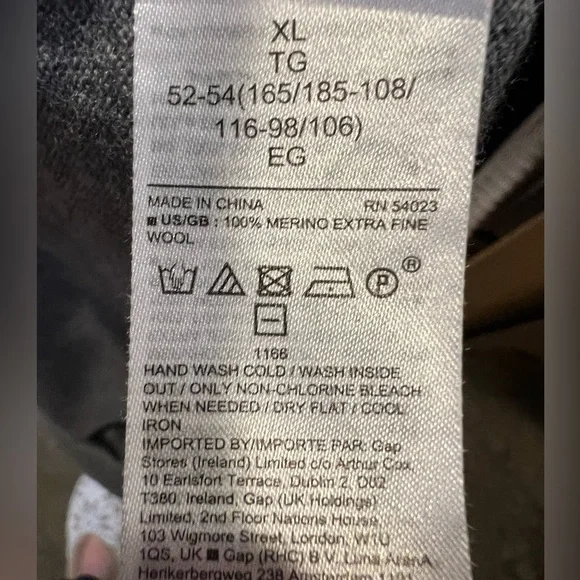 XL
TG
52-54(165/185-108/
116-98/106)
EG
MADE IN CHINA RN 54023
US/GB : 100% MERINO EXTRA FINE
WOOL
P ®
1166
HAND WASH COLD / WASH INSIDE
OUT / ONLY NON-CHLORINE BLEACH
WHEN NEEDED / DRY FLAT / COOL
IRON
IMPORTED BY/IMPORTE PAR: Gap
Stores (Ireland) Limited c/o Arthur Cox,
10 Earlsfort Terrace, Dublin 2, D02
T380, Ireland, Gap (UK Holdings)
Limited, 2nd Floor Nations House,
103 Wigmore Street, London, W1U
1QS, UK Gap (RHC) B.V. Luna ArenA
Herikerbergweg 238 Amsterdam